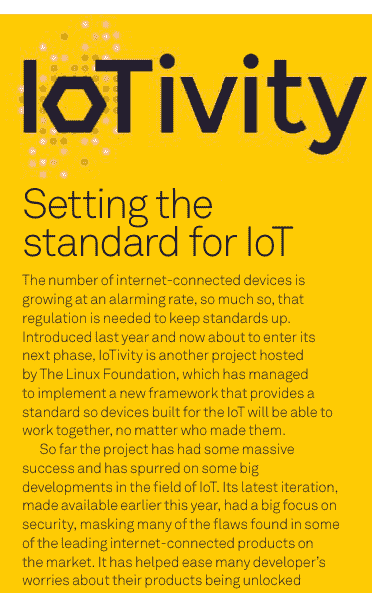 IoTivity
Setting the
standard for IoT
The number of internet-connected devices is
growing at an alarming rate, so much so, that
regulation is needed to keep standards up.
Introduced last year and now about to enter its
next phase, IoTivity is another project hosted
by The Linux Foundation, which has managed
to implement a new framework that provides a
standard so devices built for the IoT will be able to
work together, no matter who made them.
So far the project has had some massive
success and has spurred on some big
developments in the field of IoT. Its latest iteration,
made available earlier this year, had a big focus on
security, masking many of the flaws found in some
of the leading internet-connected products on
the market. It has helped ease many developer's
worries about their products being unlocked